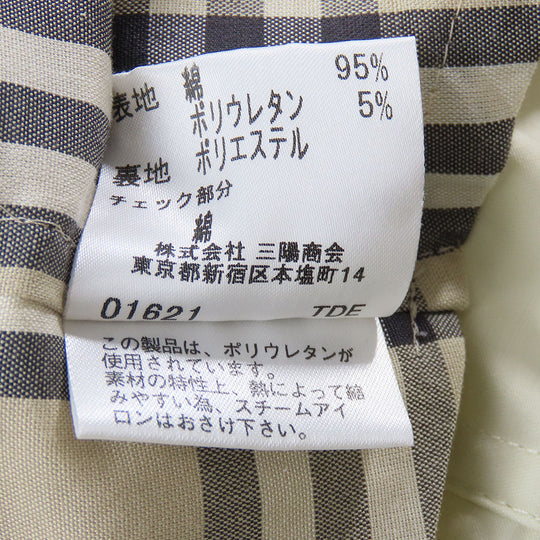 表地 綿 95%
ポリウレタン 5%
裏地 ポリエステル
チェック部分
綿
株式会社 三陽商会
東京都新宿区本塩町14
01621 TDE
この製品は、ポリウレタンが
使用されています。
素材の特性上、熱によって縮
みやすい為、スチームアイ
ロンはおさけ下さい。